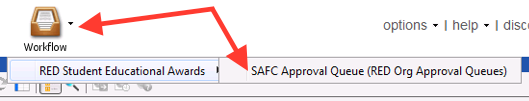 options ▾ | help ▾ | disc
Workflow
RED Student Educational Awards SAFC Approval Queue (RED Org Approval Queues)